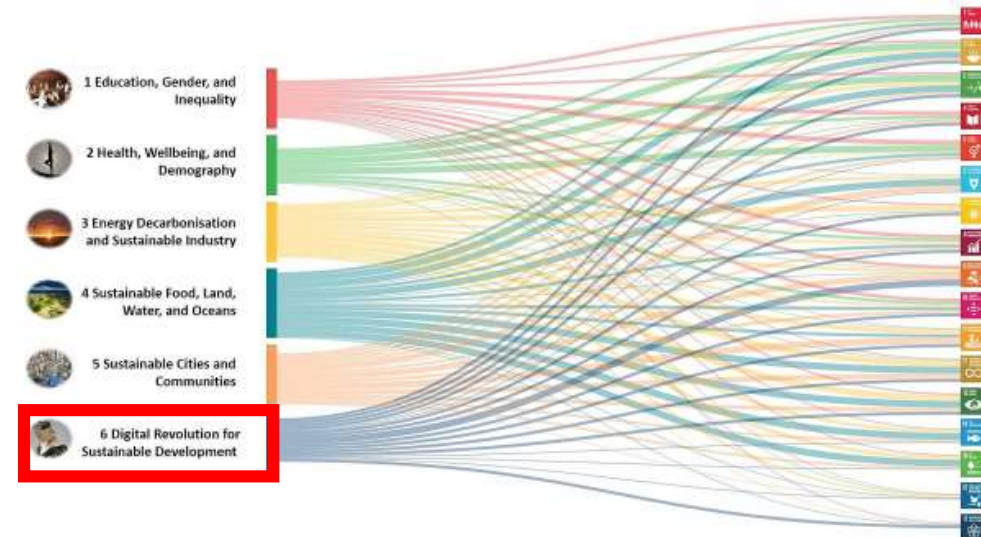 1 Education, Gender, and
Inequality
2 Health, Wellbeing, and
Demography
3 Energy Decarbonisation
and Sustainable Industry
4 Sustainable Food, Land,
Water, and Oceans
5 Sustainable Cities and
Communities
6 Digital Revolution for
Sustainable Development